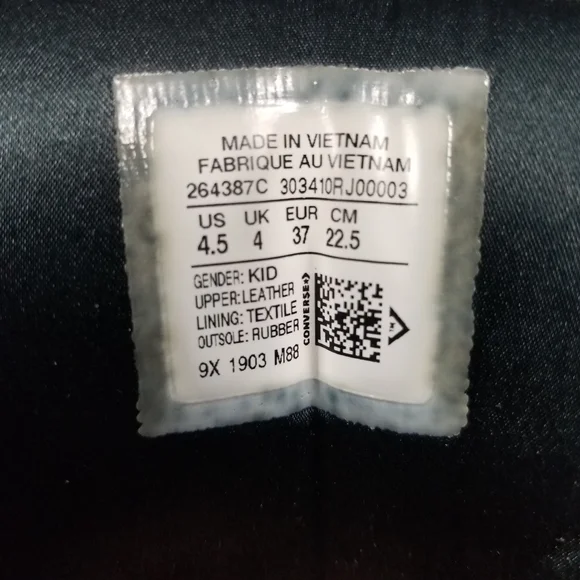 MADE IN VIETNAM
FABRIQUE AU VIETNAM
264387C 303410RJ00003
US UK EUR CM
4.5 4 37 22.5
GENDER: KID
UPPER: LEATHER
LINING: TEXTILE
OUTSOLE: RUBBER
9X 1903 M88
CONVERSE
TM